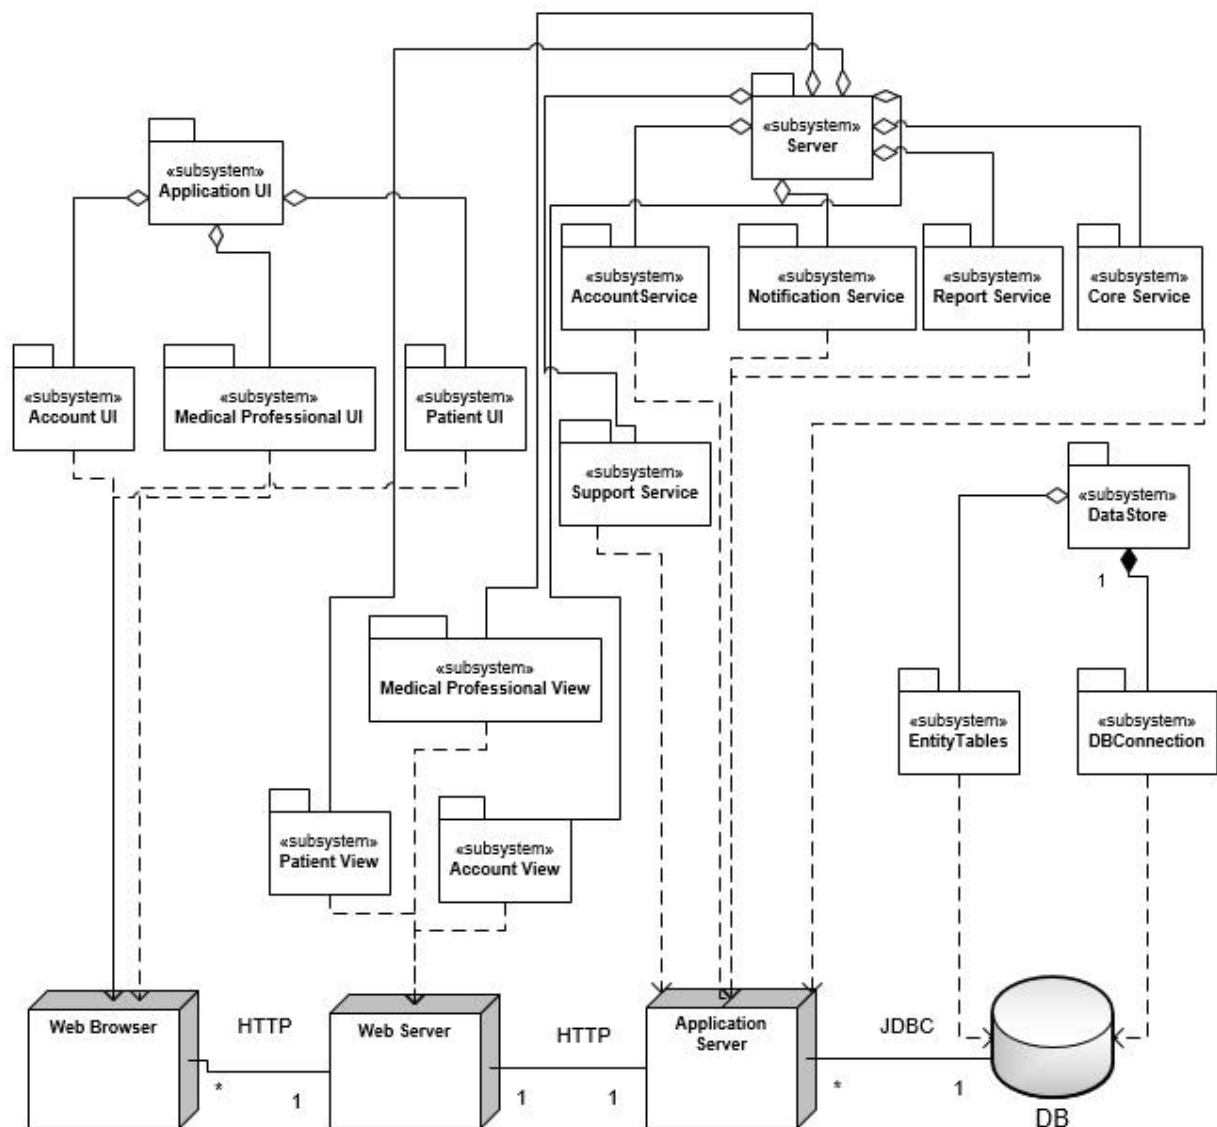 «subsystem»
Server
«subsystem»
Application UI
«subsystem»
AccountService
«subsystem»
Notification Service
«subsystem»
Report Service
«subsystem»
Core Service
«subsystem»
Account UI
«subsystem»
Medical Professional UI
«subsystem»
Patient UI
«subsystem»
Support Service
«subsystem»
DataStore
1
«subsystem»
Medical Professional View
«subsystem»
EntityTables
«subsystem»
DBConnection
«subsystem»
Patient View
«subsystem»
Account View
Web Browser
HTTP
*
1
Web Server
HTTP
1
1
Application
Server
JDBC
*
1
DB